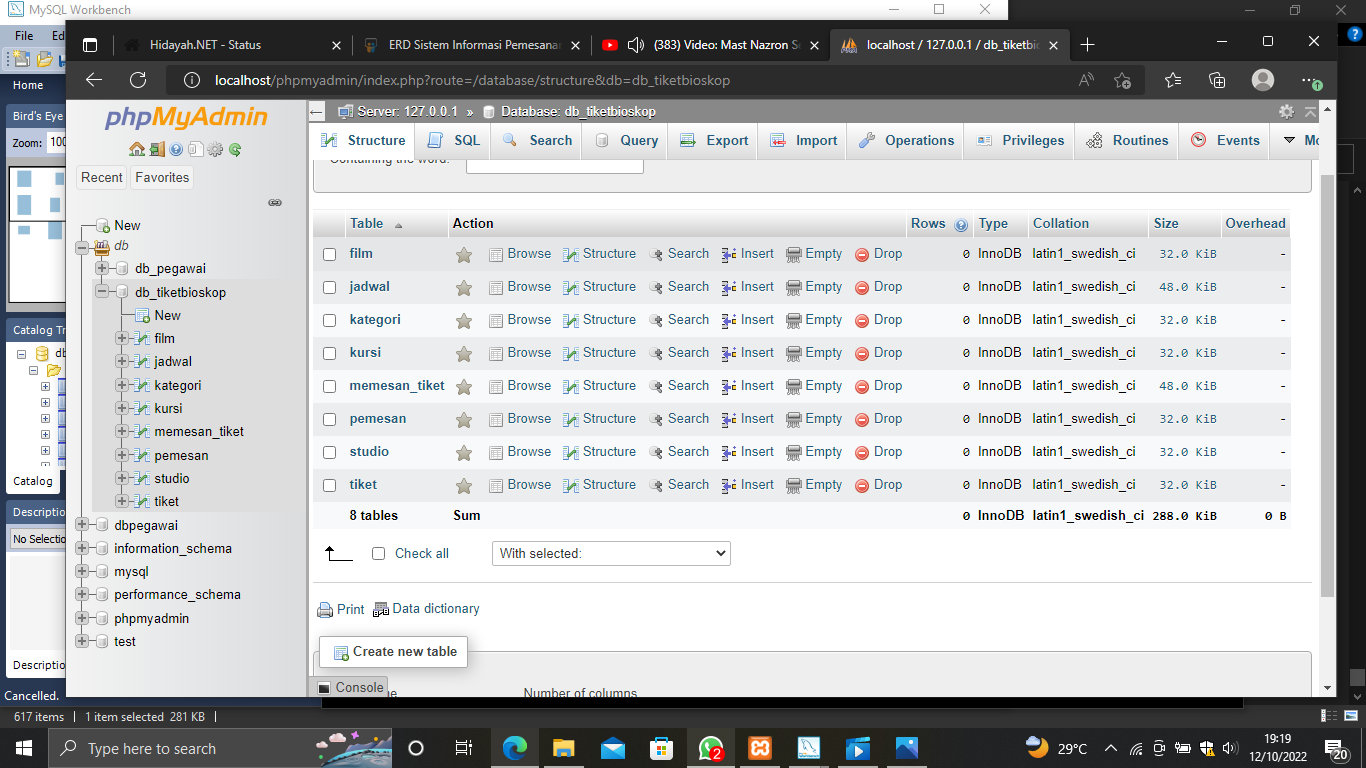 MySQL Workbench
File Edi
Home
Bird's Eye
Zoom: 100
Catalog Tr
db
Catalog
Descriptio
No Selectio
Descriptio
Cancelled.
Hidayah.NET - Status
ERD Sistem Informasi Pemesanan
(383) Video: Mast Nazron Se
localhost / 127.0.0.1 / db_tiketbio
localhost/phpmyadmin/index.php?route=/database/structure&db=db_tiketbioskop
phpMyAdmin
Recent Favorites
New
db
db_pegawai
db_tiketbioskop
New
film
jadwal
kategori
kursi
memesan_tiket
pemesan
studio
tiket
dbpegawai
information_schema
mysql
performance_schema
phpmyadmin
test
Server: 127.0.0.1 » Database: db_tiketbioskop
Structure SQL Search Query Export Import Operations Privileges Routines Events Mo
Containing the word:
Table Action Rows Type Collation Size Overhead
film Browse Structure Search Insert Empty Drop 0 InnoDB latin1_swedish_ci 32.0 KiB -
jadwal Browse Structure Search Insert Empty Drop 0 InnoDB latin1_swedish_ci 48.0 KiB -
kategori Browse Structure Search Insert Empty Drop 0 InnoDB latin1_swedish_ci 32.0 KiB -
kursi Browse Structure Search Insert Empty Drop 0 InnoDB latin1_swedish_ci 32.0 KiB -
memesan_tiket Browse Structure Search Insert Empty Drop 0 InnoDB latin1_swedish_ci 48.0 KiB -
pemesan Browse Structure Search Insert Empty Drop 0 InnoDB latin1_swedish_ci 32.0 KiB -
studio Browse Structure Search Insert Empty Drop 0 InnoDB latin1_swedish_ci 32.0 KiB -
tiket Browse Structure Search Insert Empty Drop 0 InnoDB latin1_swedish_ci 32.0 KiB -
8 tables Sum 0 InnoDB latin1_swedish_ci 288.0 KiB 0 B
Check all With selected:
Print Data dictionary
Create new table
Console
Number of columns
617 items 1 item selected 281 KB
Type here to search
2
29°C
19:19
12/10/2022
20